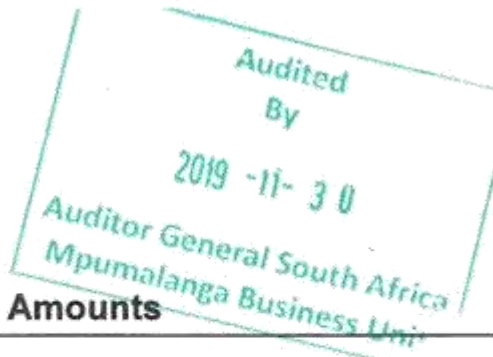 Audited
By
2019 -11- 30
Auditor General South Africa
Mpumalanga Business Unit
Amounts